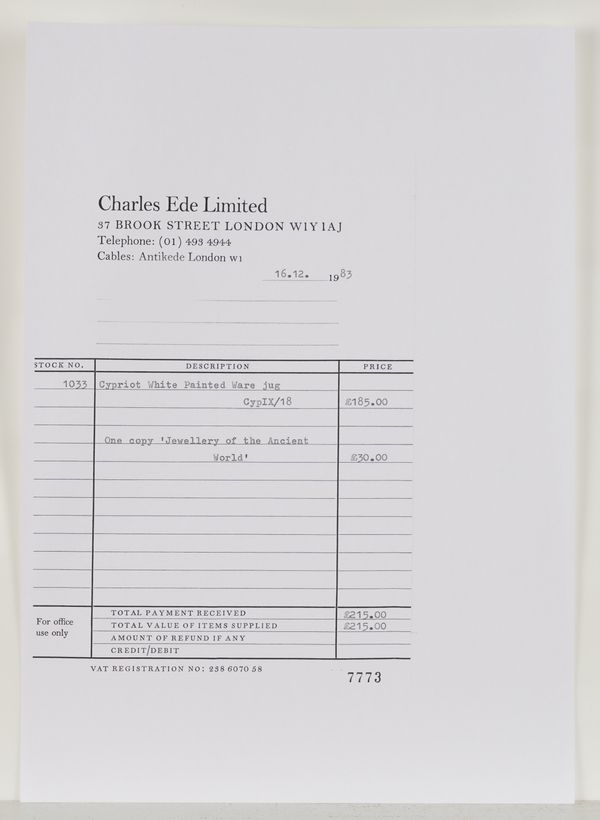 Charles Ede Limited
37 BROOK STREET LONDON W1Y 1AJ
Telephone: (01) 493 4944
Cables: Antikede London W1
16.12. 1983
STOCK NO. DESCRIPTION PRICE
1033 Cypriot White Painted Ware jug
CypIX/18 £185.00
One copy 'Jewellery of the Ancient
World' £30.00
For office use only
TOTAL PAYMENT RECEIVED £215.00
TOTAL VALUE OF ITEMS SUPPLIED £215.00
AMOUNT OF REFUND IF ANY
CREDIT/DEBIT
VAT REGISTRATION NO: 238 6070 58
7773